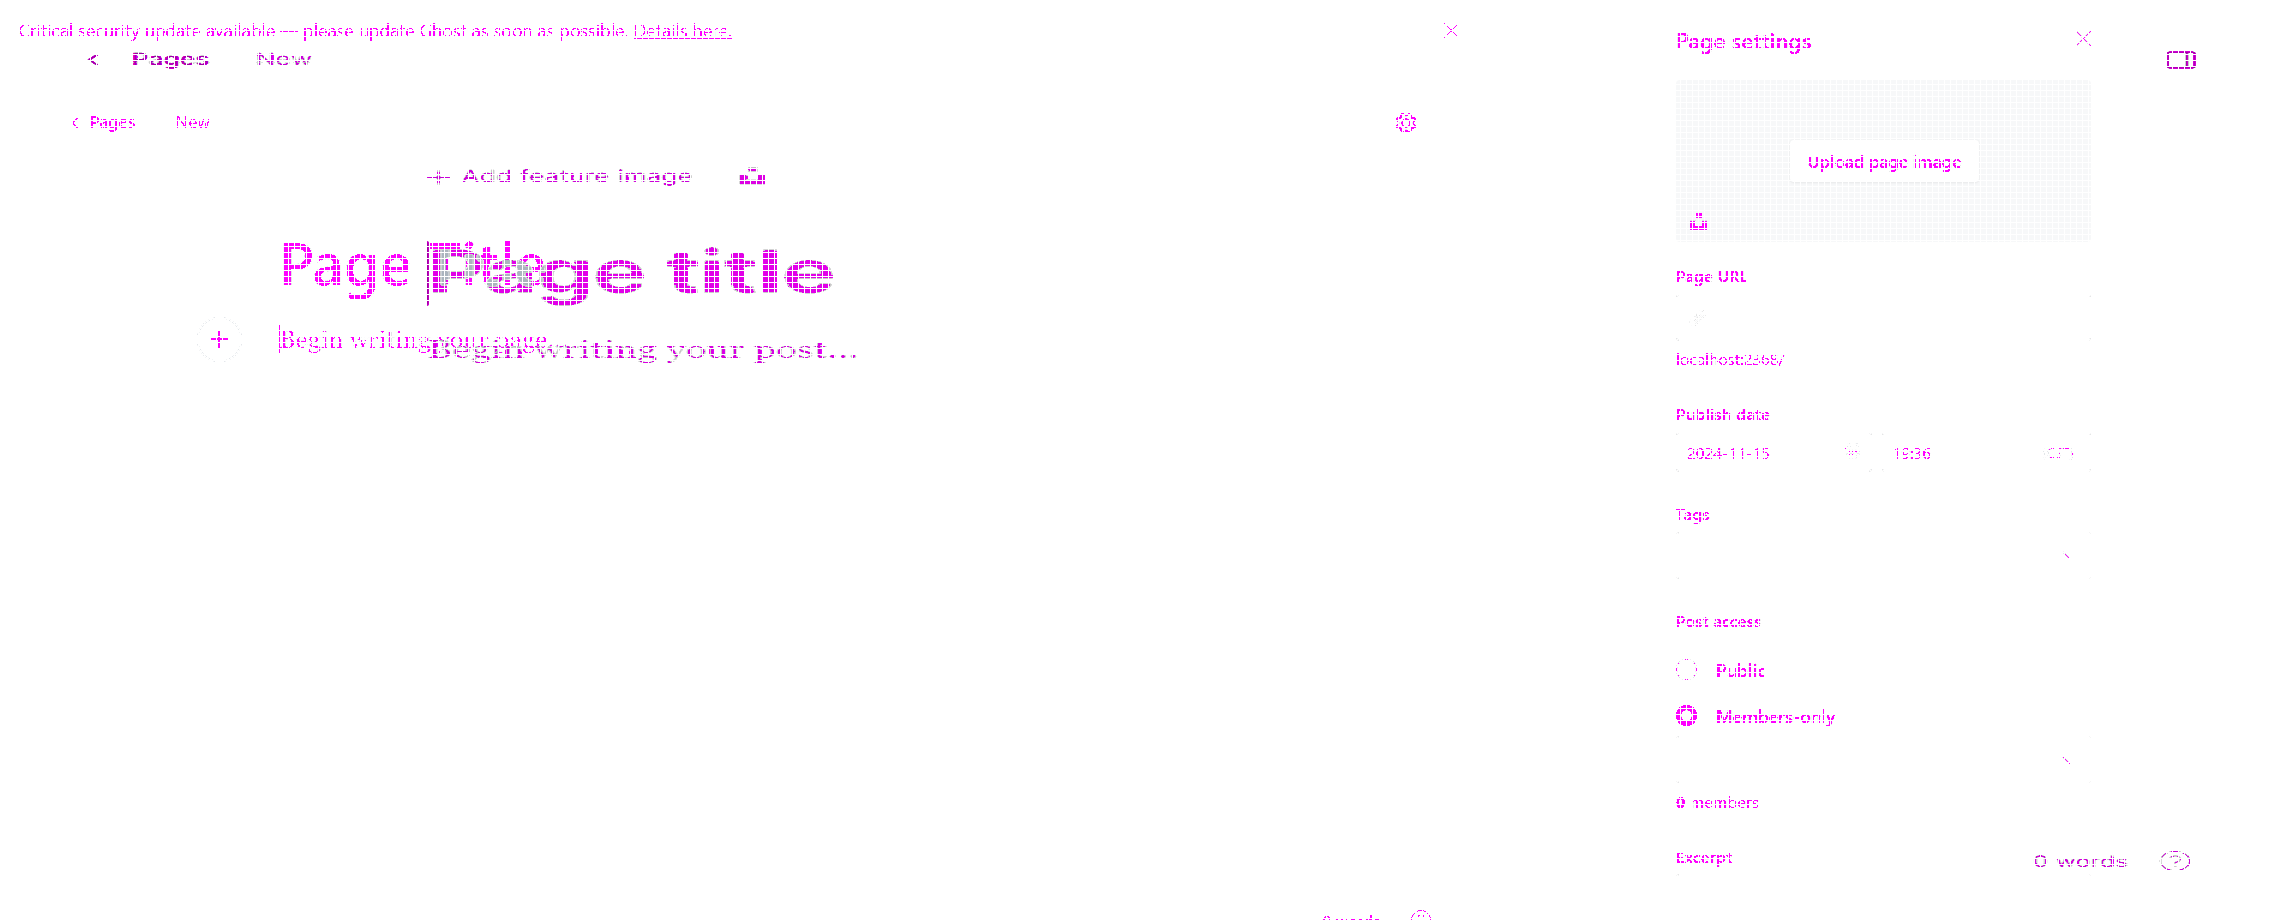 Critical security update available — please update Ghost as soon as possible. Details here.
Pages New
Pages New
Add feature image
Page Title
Page title
Begin writing your page...
Begin writing your post...
Page settings
Upload page image
Page URL
localhost:2368/
Publish date
2024-11-15 19:36
Tags
Post access
Public
Members-only
0 members
Excerpt
0 words
0 words